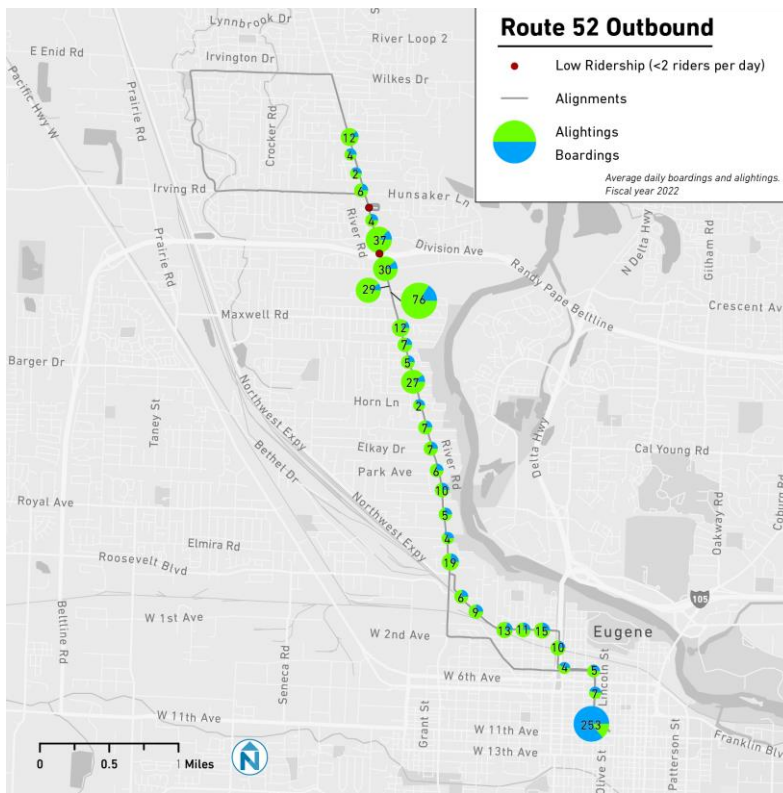 Route 52 Outbound
Low Ridership (<2 riders per day)
Alignments
Alightings
Boardings
Average daily boardings and alightings.
Fiscal year 2022
Lynnbrook Dr
E Enid Rd
River Loop 2
Irvington Dr
Wilkes Dr
Pacific Hwy W
Prairie Rd
Crocker Rd
12
4
2
Irving Rd
6
Hunsaker Ln
4
River Rd
37
Division Ave
Prairie Rd
N Delta Hwy
Gilham Rd
30
Randy Pape Beltline
29
76
Crescent Ave
Maxwell Rd
12
7
Barger Dr
5
27
Northwest Expy
Taney St
Horn Ln
2
Delta Hwy
7
Bethel Dr
Elkay Dr
7
River Rd
Cal Young Rd
Park Ave
6
10
Royal Ave
5
Northwest Expy
Oakway Rd
Coburg Rd
Elmira Rd
4
Roosevelt Blvd
19
105
6
9
Beltline Rd
W 1st Ave
13
11
15
Eugene
W 2nd Ave
10
Seneca Rd
4
5
Lincoln St
W 6th Ave
7
Grant St
W 11th Ave
253
W 11th Ave
Patterson St
Franklin Blvd
W 13th Ave
Olive St
0
0.5
1 Miles
N